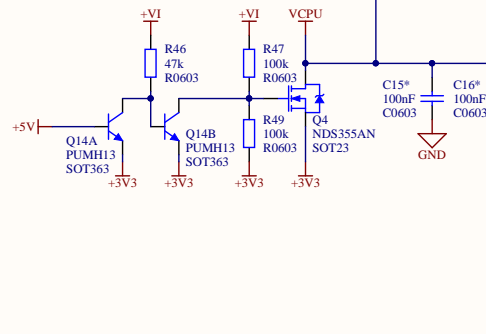 +VI
+VI
VCPU
R46
47k
R0603
R47
100k
R0603
C15*
100nF
C0603
C16*
100nF
C0603
+5V
Q14A
PUMH13
SOT363
Q14B
PUMH13
SOT363
R49
100k
R0603
Q4
NDS355AN
SOT23
GND
+3V3
+3V3
+3V3
+3V3